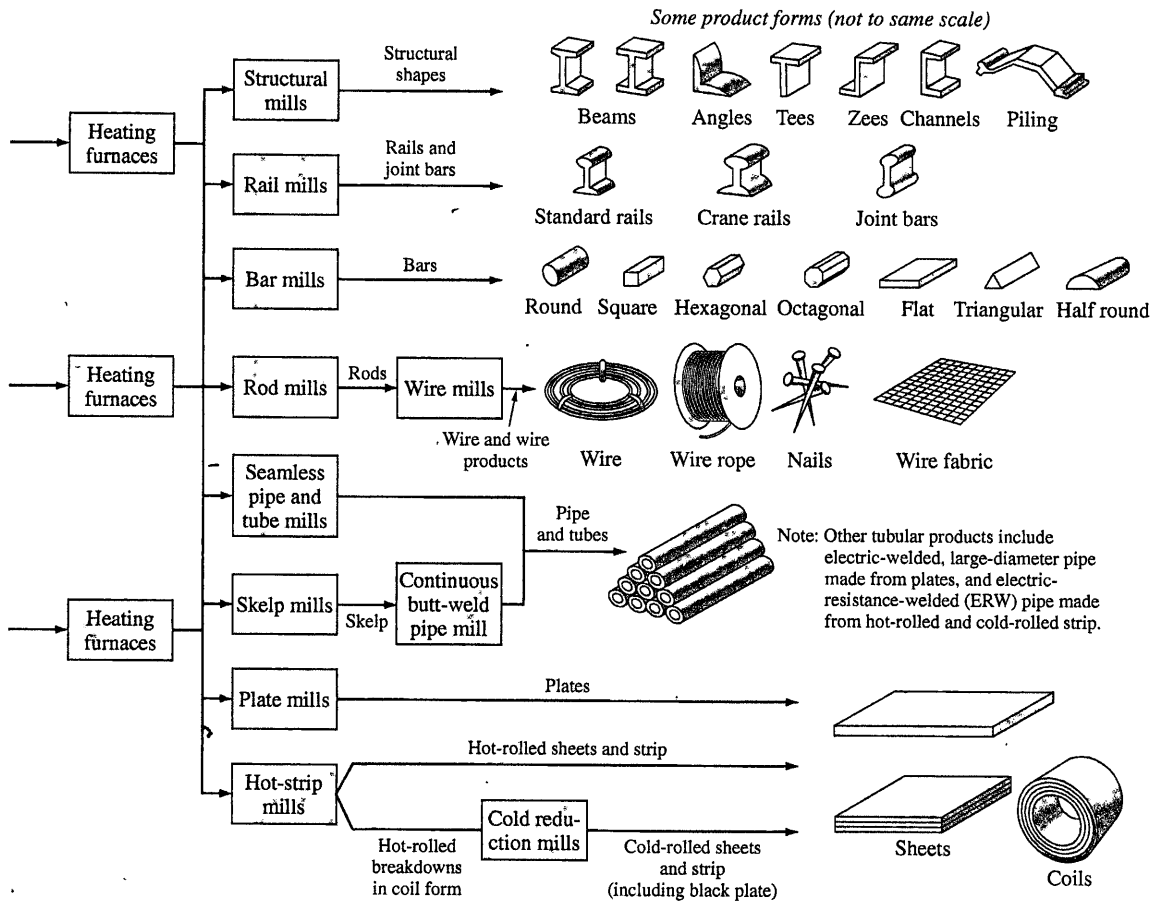 Some product forms (not to same scale)
Structural
shapes
Structural
mills
Beams
Angles
Tees
Zees
Channels
Piling
Heating
furnaces
Rails and
joint bars
Rail mills
Standard rails
Crane rails
Joint bars
Bars
Bar mills
Round
Square
Hexagonal
Octagonal
Flat
Triangular
Half round
Heating
furnaces
Rod mills
Rods
Wire mills
Wire and wire
products
Wire
Wire rope
Nails
Wire fabric
Seamless
pipe and
tube mills
Pipe
and tubes
Note: Other tubular products include
electric-welded, large-diameter pipe
made from plates, and electric-
resistance-welded (ERW) pipe made
from hot-rolled and cold-rolled strip.
Heating
furnaces
Skelp mills
Skelp
Continuous
butt-weld
pipe mill
Plate mills
Plates
Hot-rolled sheets and strip
Hot-strip
mills
Hot-rolled
breakdowns
in coil form
Cold redu-
ction mills
Cold-rolled sheets
and strip
(including black plate)
Sheets
Coils